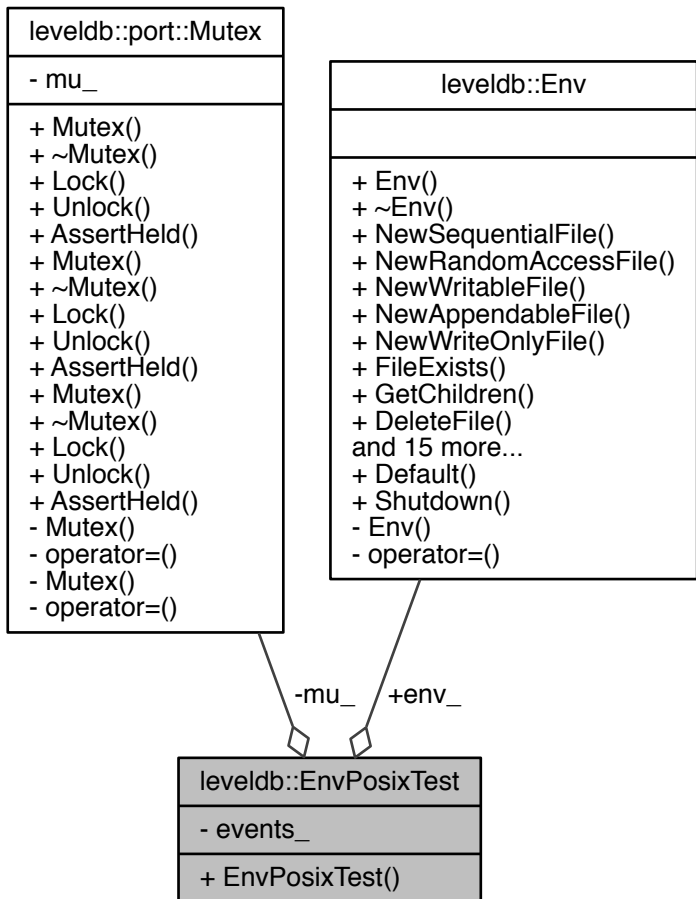 leveldb::port::Mutex
- mu_
+ Mutex()
+ ~Mutex()
+ Lock()
+ Unlock()
+ AssertHeld()
+ Mutex()
+ ~Mutex()
+ Lock()
+ Unlock()
+ AssertHeld()
+ Mutex()
+ ~Mutex()
+ Lock()
+ Unlock()
+ AssertHeld()
- Mutex()
- operator=()
- Mutex()
- operator=()
leveldb::Env
+ Env()
+ ~Env()
+ NewSequentialFile()
+ NewRandomAccessFile()
+ NewWritableFile()
+ NewAppendableFile()
+ NewWriteOnlyFile()
+ FileExists()
+ GetChildren()
+ DeleteFile()
and 15 more...
+ Default()
+ Shutdown()
- Env()
- operator=()
-mu_
+env_
leveldb::EnvPosixTest
- events_
+ EnvPosixTest()